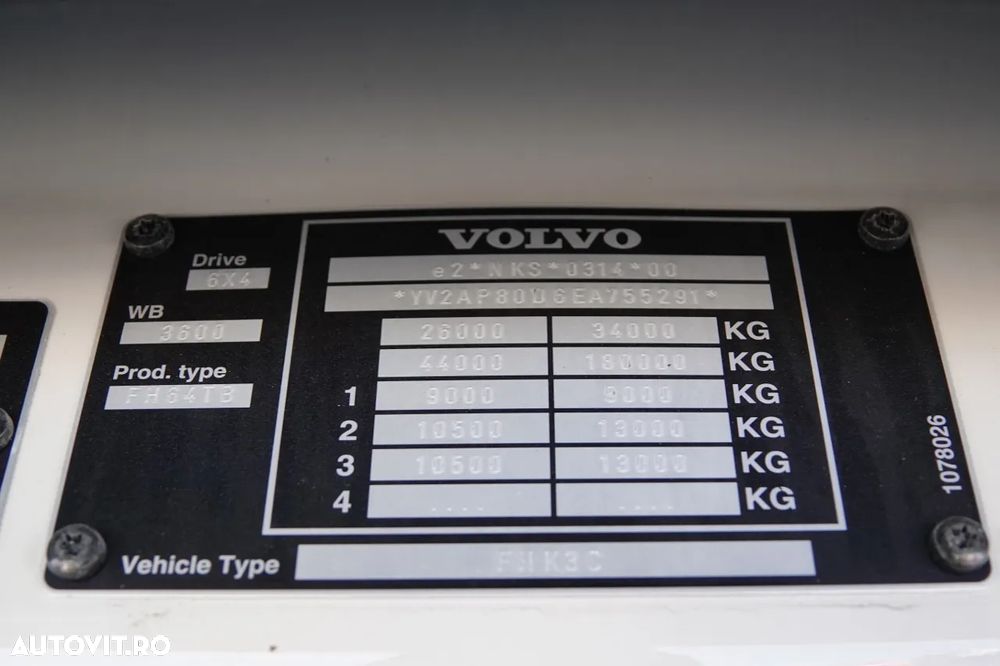 VOLVO
Drive
6X4
e2*NKS*0314*00
*YV2AP80D6EA755291*
WB
3600
26000 34000 KG
44000 180000 KG
Prod. type
FH64TB
1 9000 9000 KG
2 10500 13000 KG
3 10500 13000 KG
4 .... .... KG
1078026
Vehicle Type FHK3C
AUTOVIT.RO